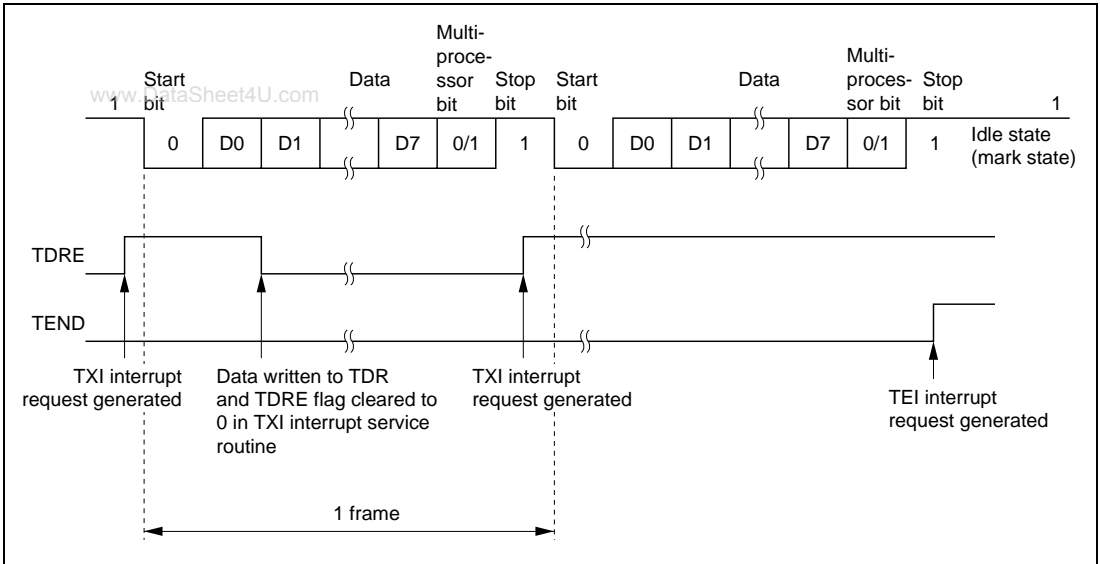 Multi-
proce-
ssor
bit
Start
bit
Data
Stop
bit
Start
bit
Data
Multi-
proces-
sor bit
Stop
bit
www.DataSheet4U.com
1
1
0 D0 D1 D7 0/1 1 0 D0 D1 D7 0/1 1
Idle state
(mark state)
TDRE
TEND
TXI interrupt
request generated
Data written to TDR
and TDRE flag cleared to
0 in TXI interrupt service
routine
TXI interrupt
request generated
TEI interrupt
request generated
1 frame